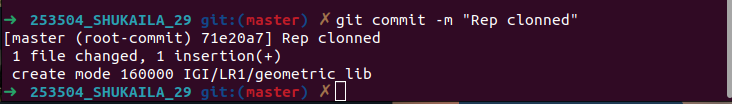 ➜ 253504_SHUKAILA_29 git:(master) ✗ git commit -m "Rep clonned"
[master (root-commit) 71e20a7] Rep clonned
 1 file changed, 1 insertion(+)
 create mode 160000 IGI/LR1/geometric_lib
➜ 253504_SHUKAILA_29 git:(master) ✗